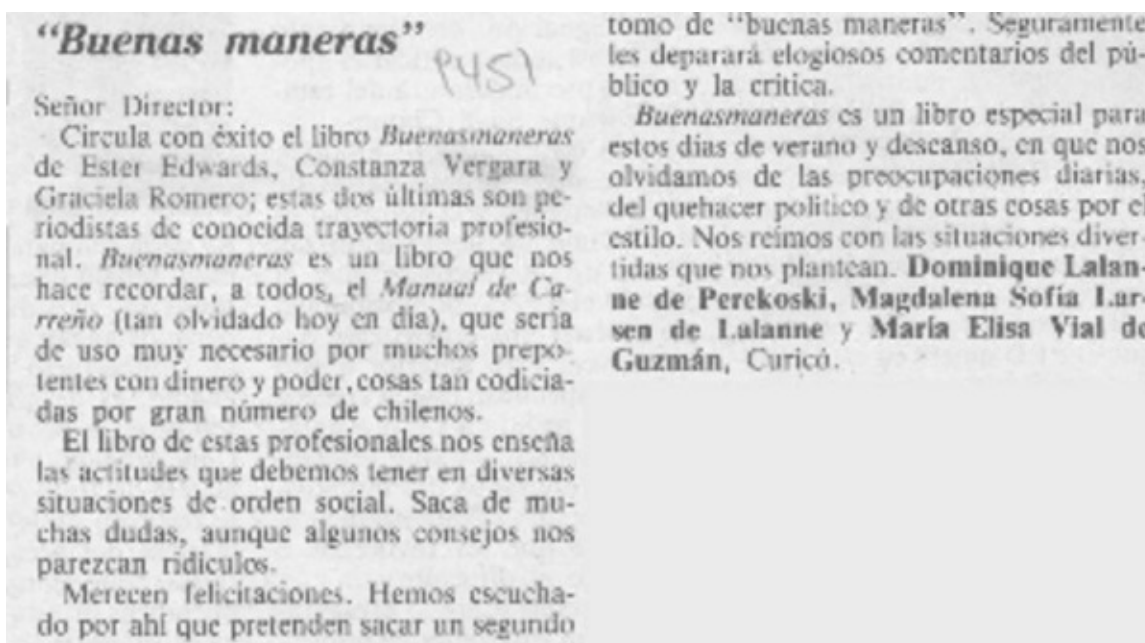 “Buenas maneras”
P451
Señor Director:
Circula con éxito el libro Buenasmaneras
de Ester Edwards, Constanza Vergara y
Graciela Romero; estas dos últimas son pe-
riodistas de conocida trayectoria profesio-
nal. Buenasmaneras es un libro que nos
hace recordar, a todos, el Manual de Ca-
rreño (tan olvidado hoy en día), que sería
de uso muy necesario por muchos prepo-
tentes con dinero y poder, cosas tan codicia-
das por gran número de chilenos.
El libro de estas profesionales nos enseña
las actitudes que debemos tener en diversas
situaciones de orden social. Saca de mu-
chas dudas, aunque algunos consejos nos
parezcan ridículos.
Merecen felicitaciones. Hemos escucha-
do por ahí que pretenden sacar un segundo
tomo de “buenas maneras”. Seguramente
les deparará elogiosos comentarios del pú-
blico y la crítica.
Buenasmaneras es un libro especial para
estos días de verano y descanso, en que nos
olvidamos de las preocupaciones diarias,
del quehacer político y de otras cosas por el
estilo. Nos reímos con las situaciones diver-
tidas que nos plantean. Dominique Lalan-
ne de Perekoski, Magdalena Sofía Lar-
sen de Lalanne y María Elisa Vial de
Guzmán, Curicó.